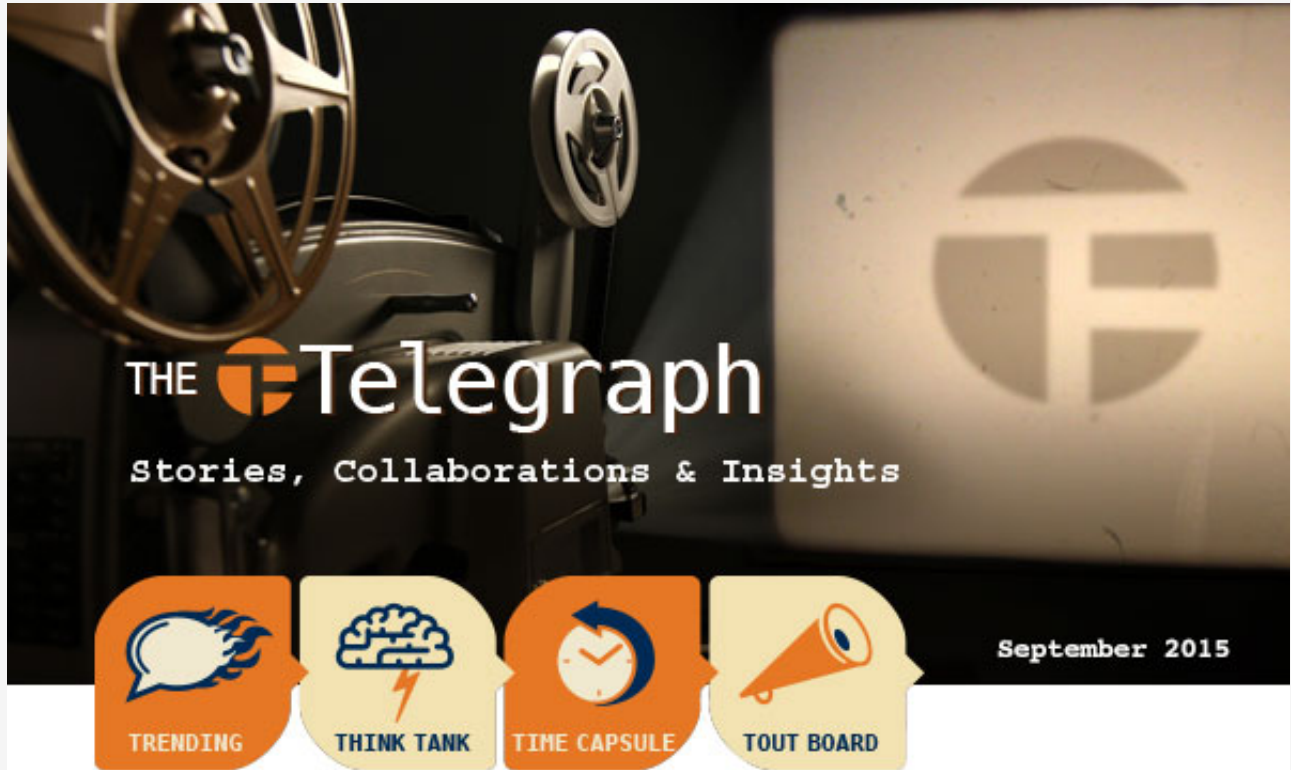 THE Telegraph
Stories, Collaborations & Insights
September 2015
TRENDING
THINK TANK
TIME CAPSULE
TOUT BOARD